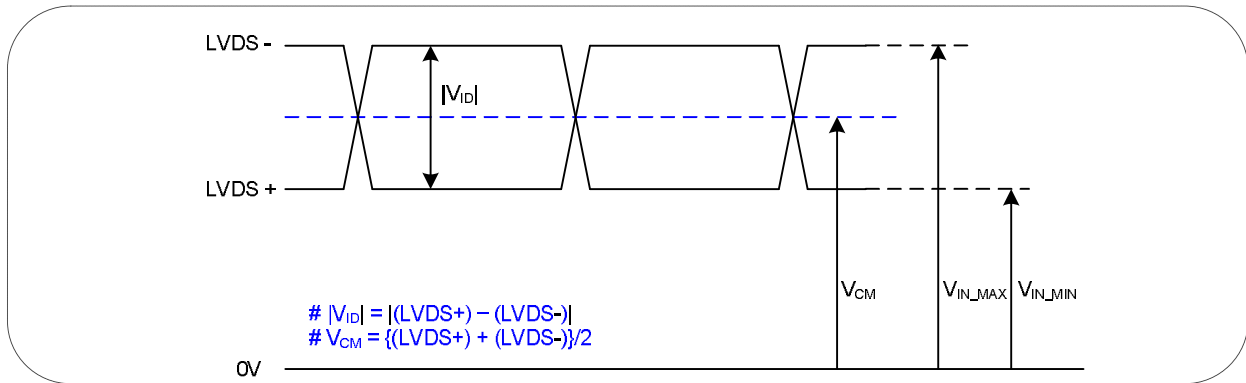 LVDS -
|VID|
LVDS +
VCM
VIN_MAX
VIN_MIN
# |VID| = |(LVDS+) – (LVDS-)|
# VCM = {(LVDS+) + (LVDS-)}/2
0V